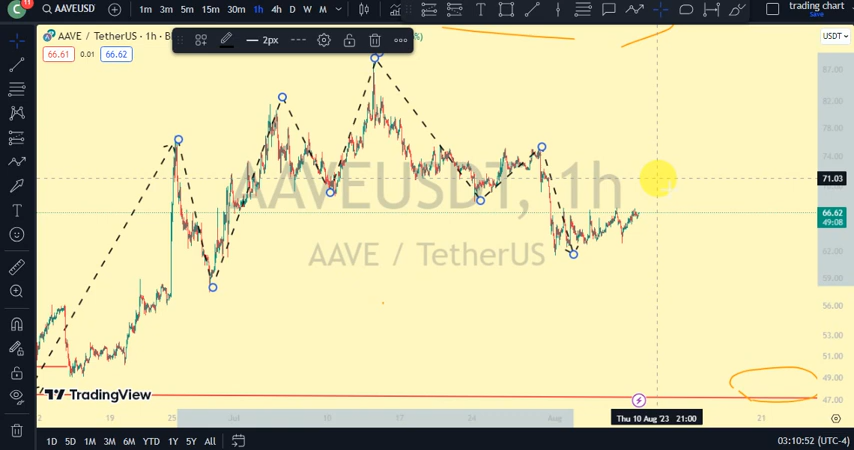 C 11 AAVEUSD 1m 3m 5m 15m 30m 1h 4h D W M trading chart
Save
AAVE / TetherUS · 1h · B %) USDT
2px
66.61 0.01 66.62
87.00
82.00
78.00
74.00
71.03
AAVEUSDT, 1h
66.62
49:08
AAVE / TetherUS
62.00
59.00
56.00
53.00
51.00
49.00
TradingView
47.00
2 19 25 Jul 10 17 24 Aug Thu 10 Aug '23 21:00 21
1D 5D 1M 3M 6M YTD 1Y 5Y All 03:10:52 (UTC-4)